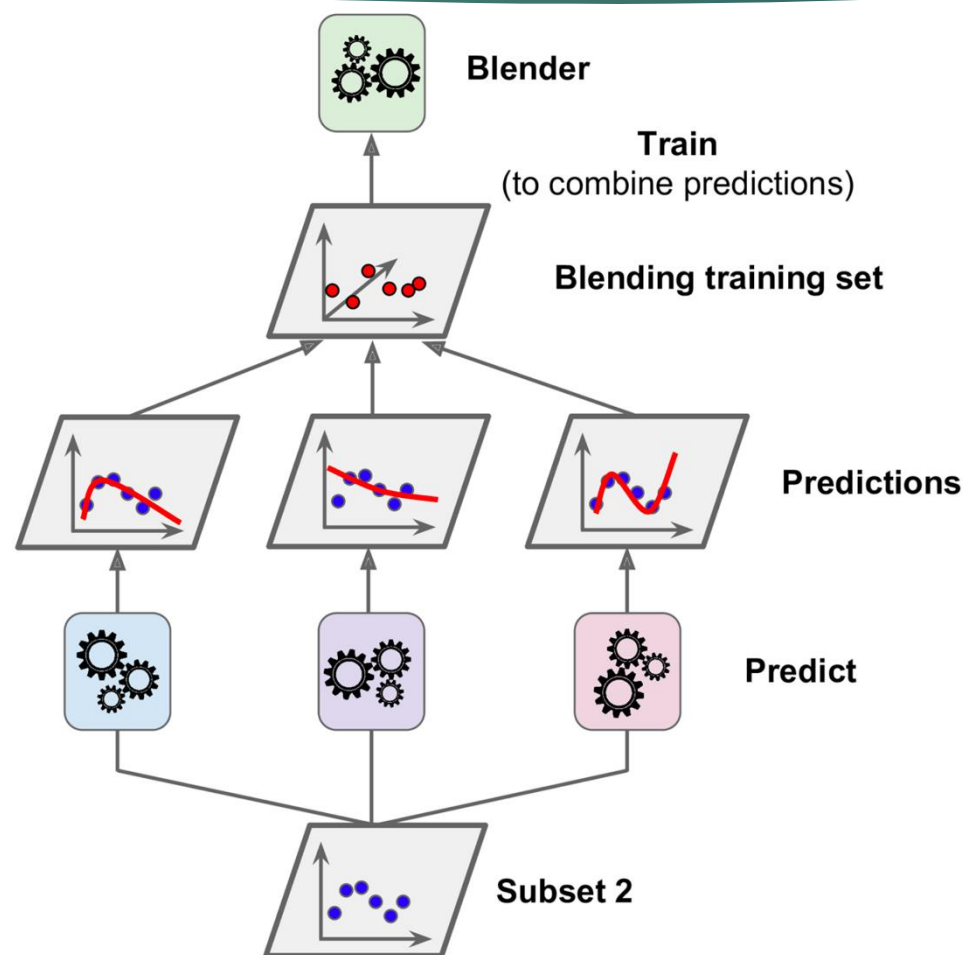 Blender
Train
(to combine predictions)
Blending training set
Predictions
Predict
Subset 2